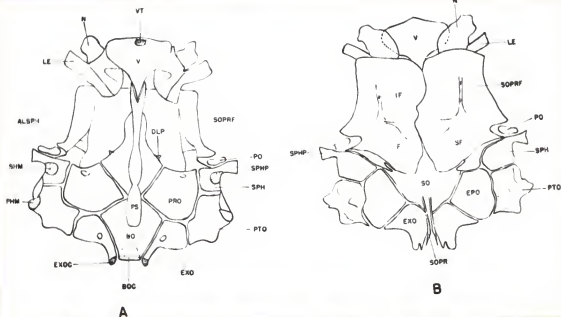 VT
N
LE
V
ALSPH
SOPRF
DLP
PO
SPHP
SPH
PHM
PS
PRO
PTO
BO
EXOC
EXO
BOC
A
N
V
LE
IF
SOPRF
PO
F
SF
SPHP
SPH
SO
EPO
PTO
EXO
SOPR
B